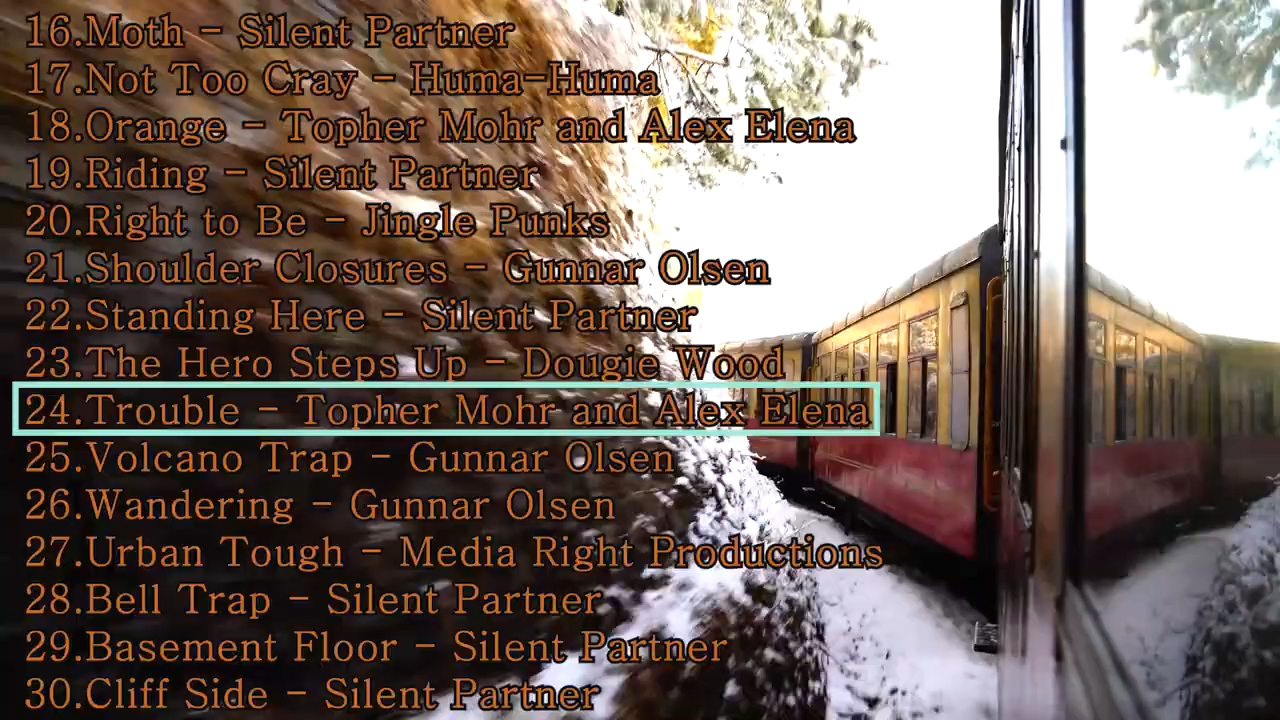 16.Moth - Silent Partner
17.Not Too Cray - Huma-Huma
18.Orange - Topher Mohr and Alex Elena
19.Riding - Silent Partner
20.Right to Be - Jingle Punks
21.Shoulder Closures - Gunnar Olsen
22.Standing Here - Silent Partner
23.The Hero Steps Up - Dougie Wood
24.Trouble - Topher Mohr and Alex Elena
25.Volcano Trap - Gunnar Olsen
26.Wandering - Gunnar Olsen
27.Urban Tough - Media Right Productions
28.Bell Trap - Silent Partner
29.Basement Floor - Silent Partner
30.Cliff Side - Silent Partner